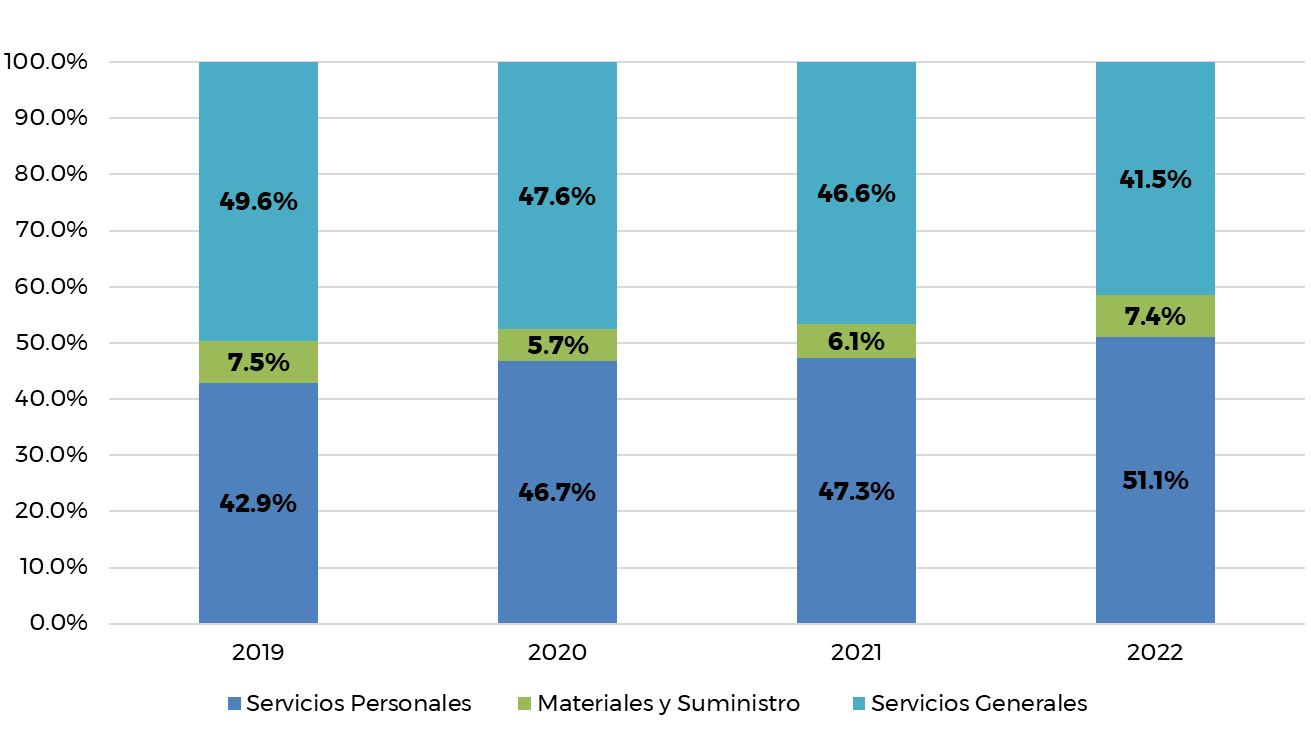 100.0%
90.0%
80.0%
70.0%
60.0%
50.0%
40.0%
30.0%
20.0%
10.0%
0.0%
49.6% 47.6% 46.6% 41.5%
7.5% 5.7% 6.1% 7.4%
42.9% 46.7% 47.3% 51.1%
2019 2020 2021 2022
Servicios Personales Materiales y Suministro Servicios Generales